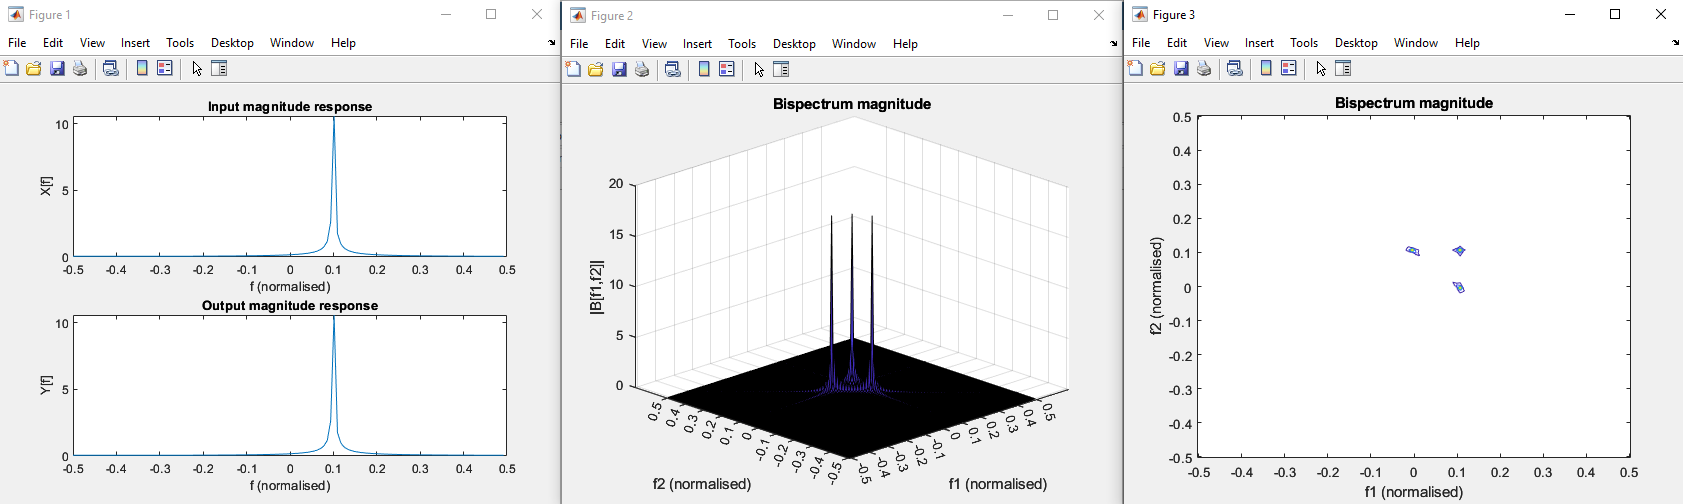 Figure 1
File Edit View Insert Tools Desktop Window Help
Input magnitude response
X[f]
10
5
0
-0.5 -0.4 -0.3 -0.2 -0.1 0 0.1 0.2 0.3 0.4 0.5
f (normalised)
Output magnitude response
Y[f]
10
5
0
-0.5 -0.4 -0.3 -0.2 -0.1 0 0.1 0.2 0.3 0.4 0.5
f (normalised)
Figure 2
File Edit View Insert Tools Desktop Window Help
Bispectrum magnitude
|B[f1,f2]|
20
15
10
5
0
0.5 0.4 0.3 0.2 0.1 0 -0.1 -0.2 -0.3 -0.4 -0.5
f2 (normalised)
-0.5 -0.4 -0.3 -0.2 -0.1 0 0.1 0.2 0.3 0.4 0.5
f1 (normalised)
Figure 3
File Edit View Insert Tools Desktop Window Help
Bispectrum magnitude
f2 (normalised)
0.5
0.4
0.3
0.2
0.1
0
-0.1
-0.2
-0.3
-0.4
-0.5
-0.5 -0.4 -0.3 -0.2 -0.1 0 0.1 0.2 0.3 0.4 0.5
f1 (normalised)